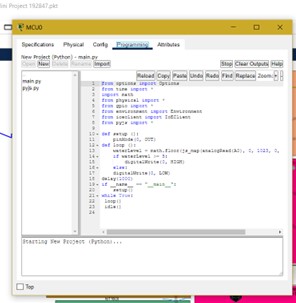 MCU0
Specifications Physical Config Programming Attributes
New Project (Python) - main.py
Open New Delete Rename Import
Stop Clear Outputs Help
main.py
pyjs.py
Reload Copy Paste Undo Redo Find Replace Zoom: + -
1 from options import Options
2 from time import *
3 import math
4 from physical import *
5 from gpio import *
6 from environment import Environment
7 from ioeclient import IoEClient
8 from pyjs import *
9
10 def setup ():
11 pinMode(0, OUT)
12 def loop ():
13 waterLevel = math.floor(js_map(analogRead(A0), 0, 1023, 0,
14 if waterLevel >= 5:
15 digitalWrite(0, HIGH)
16 else:
17 digitalWrite(0, LOW)
18 delay(1000)
19 if __name__ == "__main__":
20 setup()
21 while True:
22 loop()
23 idle()
24
Starting New Project (Python)...
Top